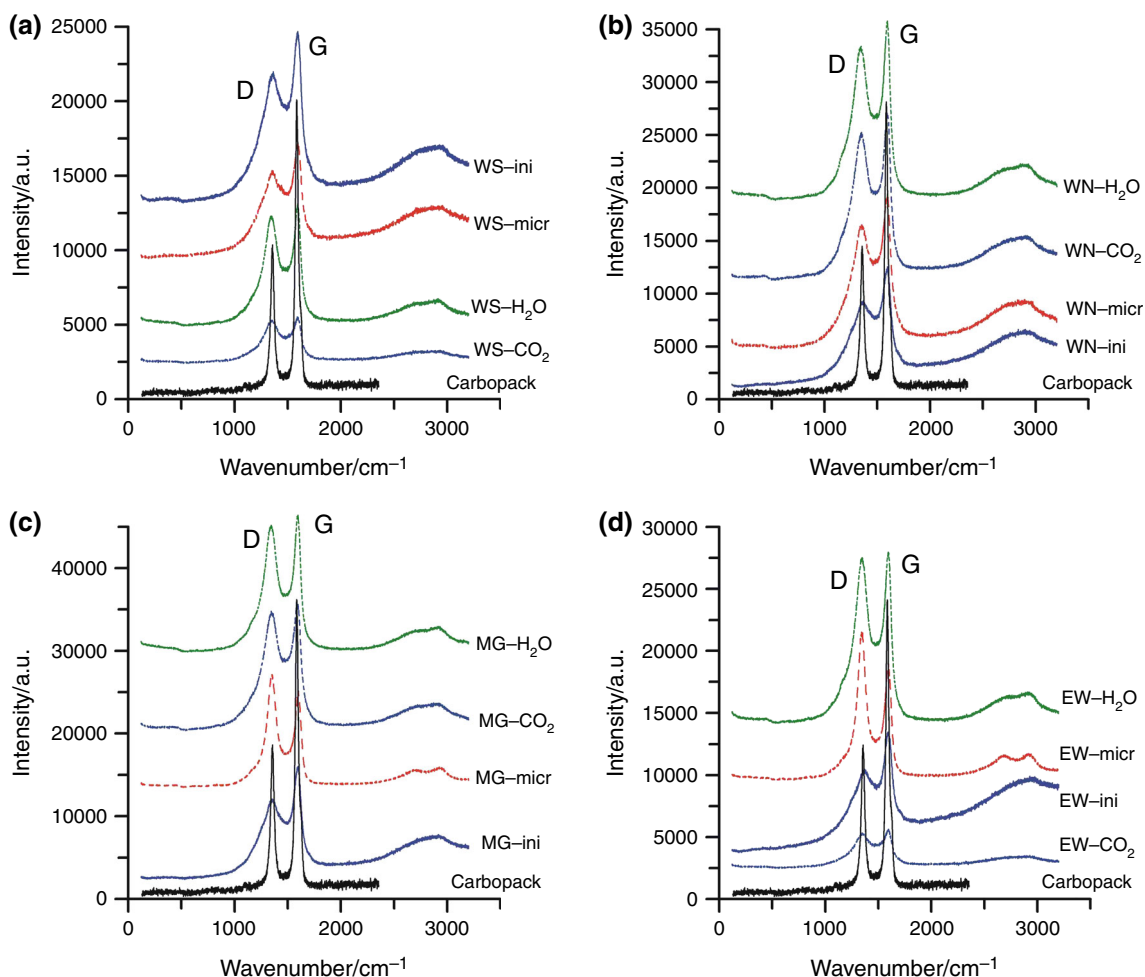 (a)
25000
20000
15000
10000
5000
0
Intensity/a.u.
D
G
WS–ini
WS–micr
WS–H₂O
WS–CO₂
Carbopack
0
1000
2000
3000
Wavenumber/cm⁻¹
(b)
35000
30000
25000
20000
15000
10000
5000
0
Intensity/a.u.
D
G
WN–H₂O
WN–CO₂
WN–micr
WN–ini
Carbopack
0
1000
2000
3000
Wavenumber/cm⁻¹
(c)
40000
30000
20000
10000
0
Intensity/a.u.
D
G
MG–H₂O
MG–CO₂
MG–micr
MG–ini
Carbopack
0
1000
2000
3000
Wavenumber/cm⁻¹
(d)
30000
25000
20000
15000
10000
5000
0
Intensity/a.u.
D
G
EW–H₂O
EW–micr
EW–ini
EW–CO₂
Carbopack
0
1000
2000
3000
Wavenumber/cm⁻¹